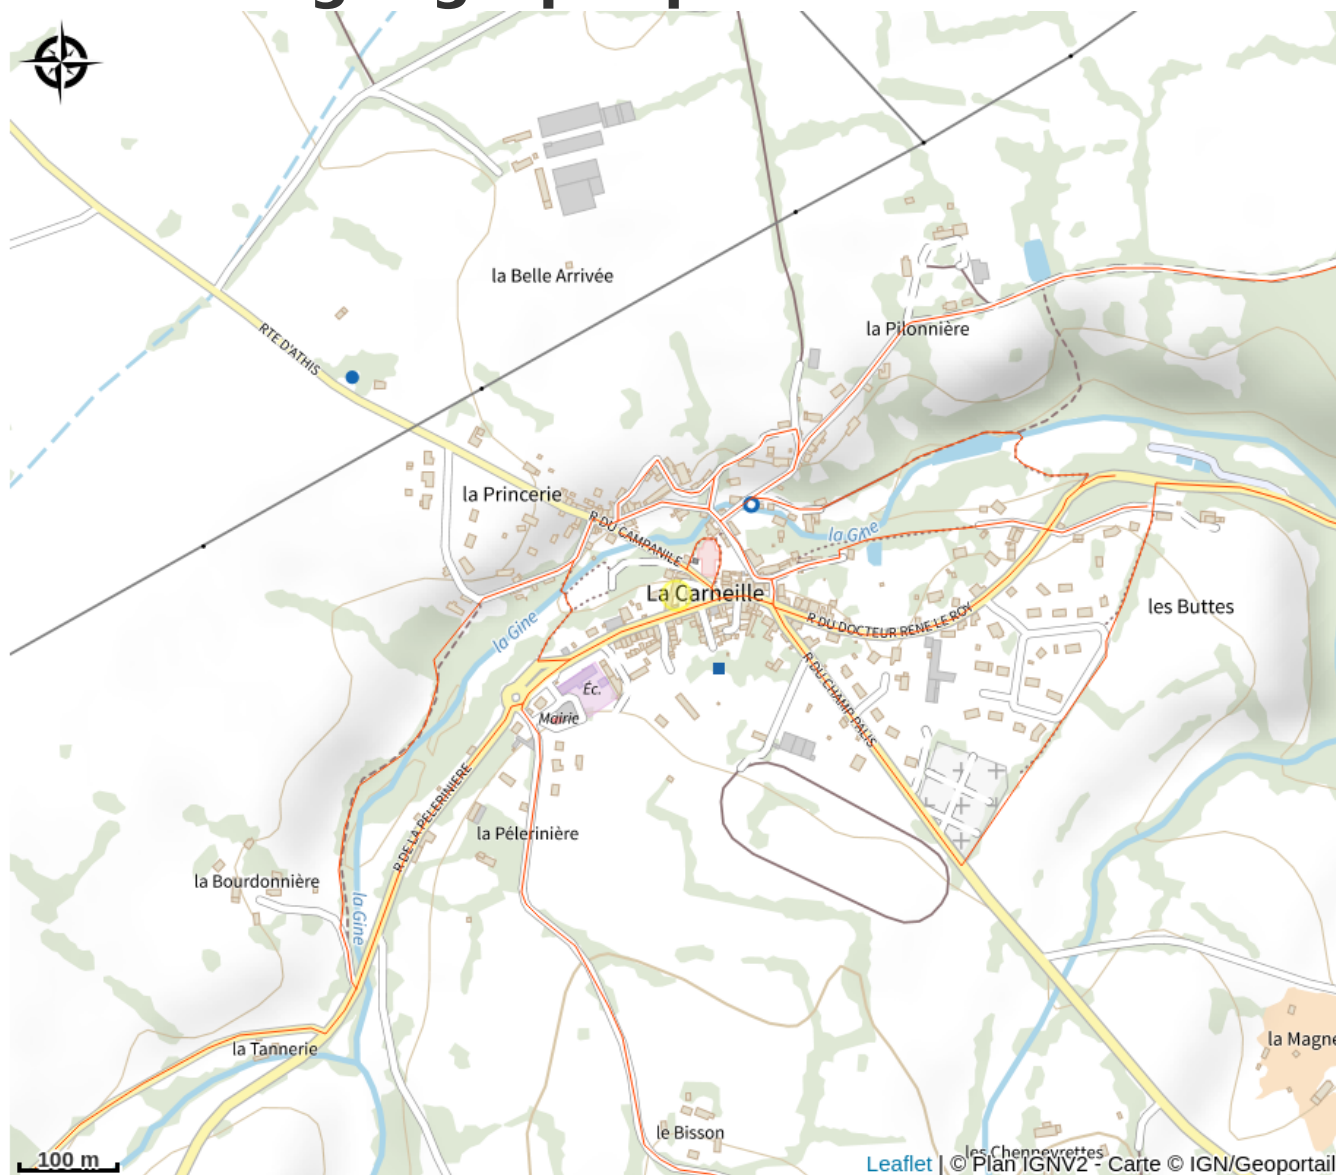 la Belle Arrivée
la Pilonnière
RTE D'ATHIS
la Princerie
R DU CAMPANILE
la Gine
La Carneille
les Buttes
R DU DOCTEUR RENE LE ROY
la Gine
R DU CHAMP PALIS
Éc.
Mairie
R DE LA PELERINIERE
la Pélerinière
la Bourdonnière
la Gine
la Tannerie
la Magne
le Bisson
les Chennevrettes
100 m
Leaflet | © Plan IGNV2 - Carte © IGN/Geoportail